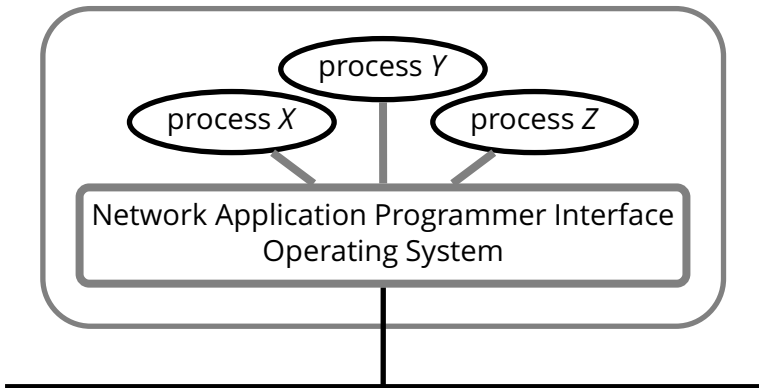 process Y
process X
process Z
Network Application Programmer Interface
Operating System